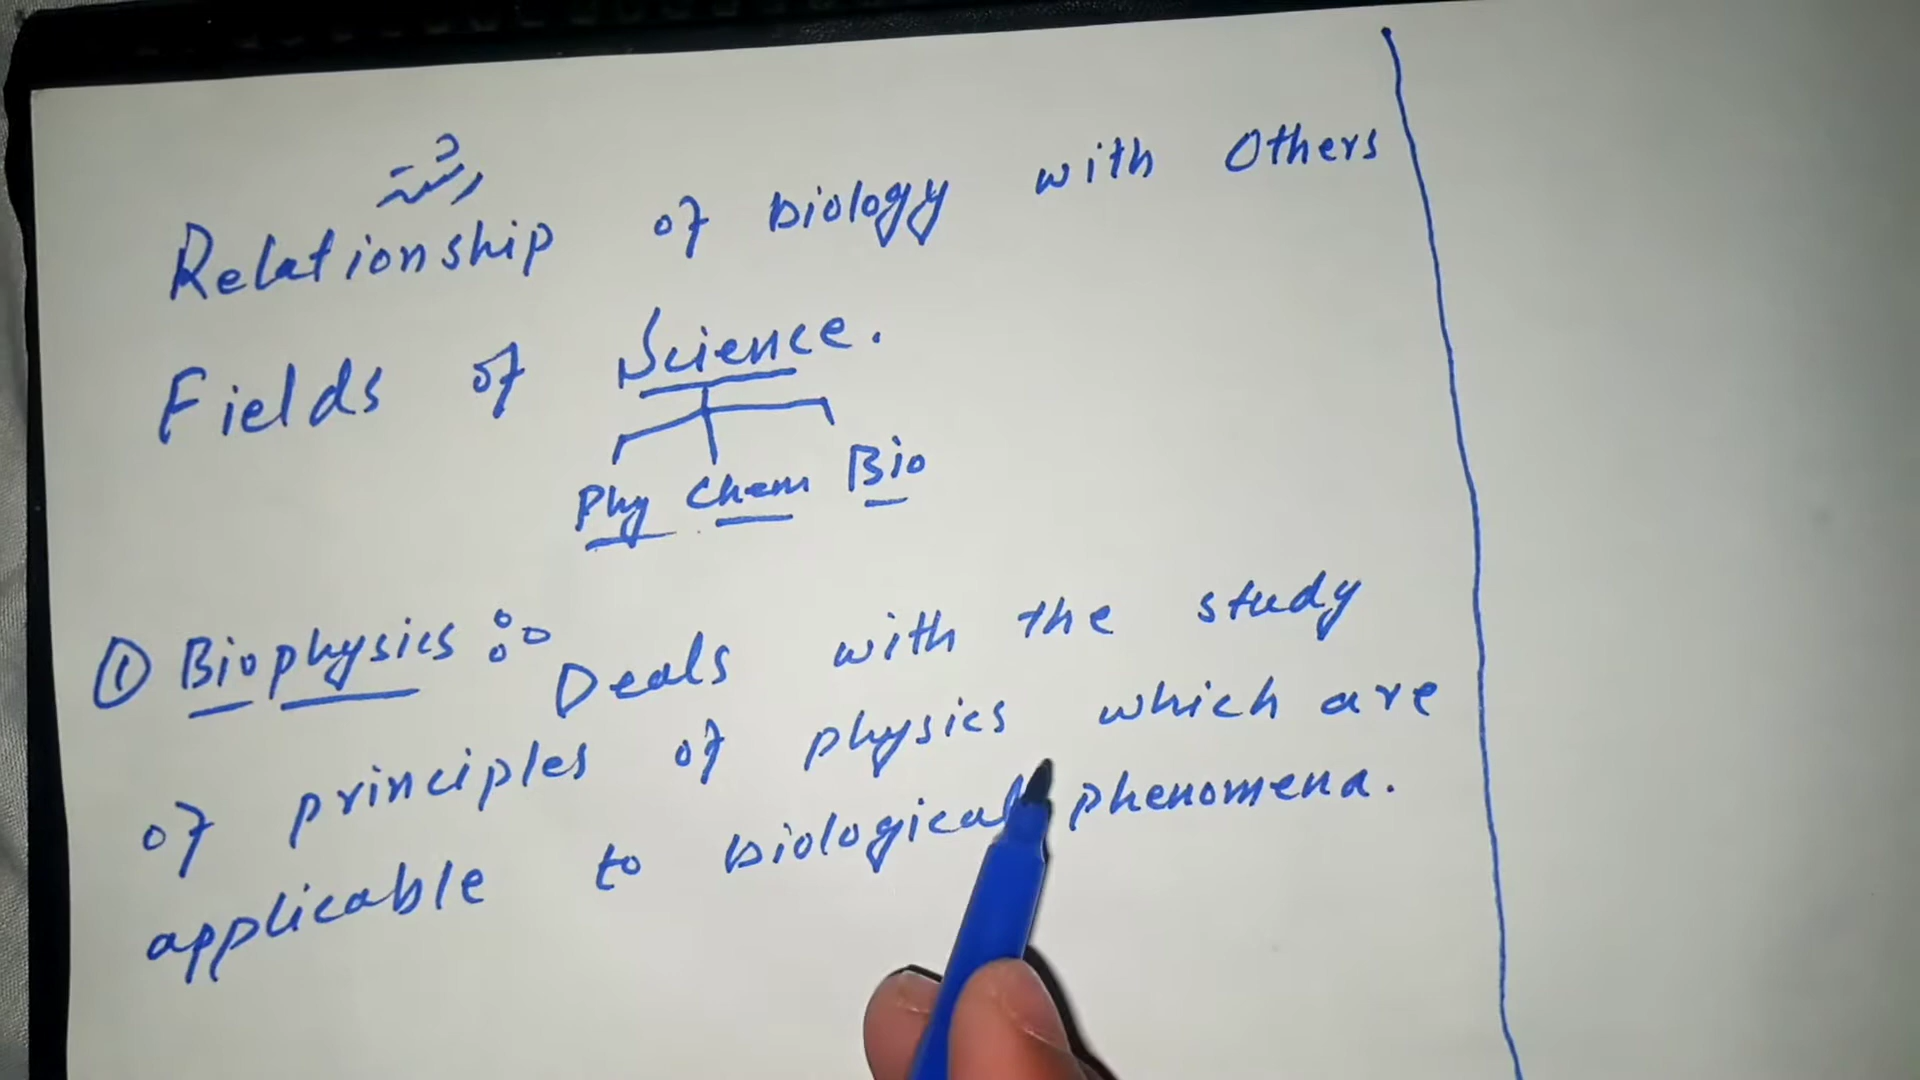 رشتہ
Relationship of biology with Others
Fields of Science.
Phy Chem Bio
① Biophysics : Deals with the study
of principles of physics which are
applicable to biological phenomena.